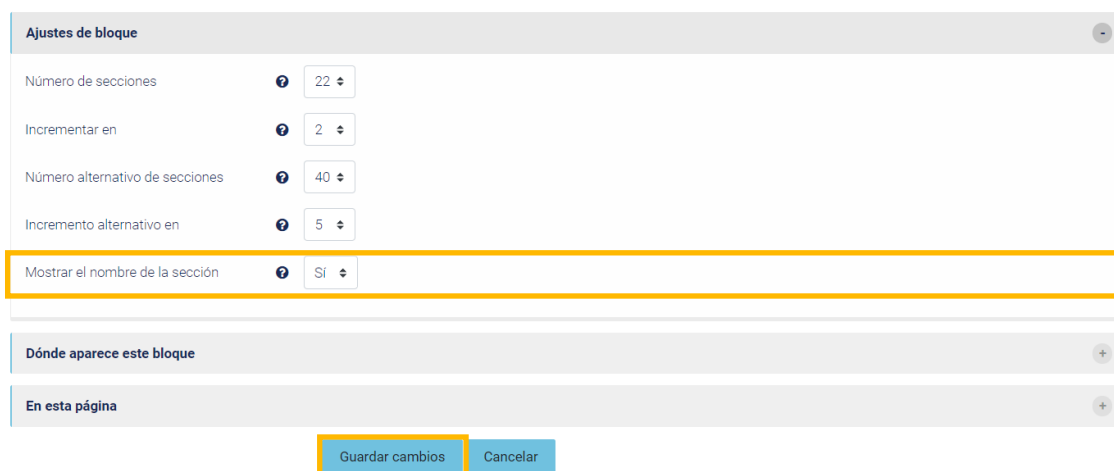 Ajustes de bloque -
Número de secciones ? 22
Incrementar en ? 2
Número alternativo de secciones ? 40
Incremento alternativo en ? 5
Mostrar el nombre de la sección ? Sí
Dónde aparece este bloque +
En esta página +
Guardar cambios Cancelar